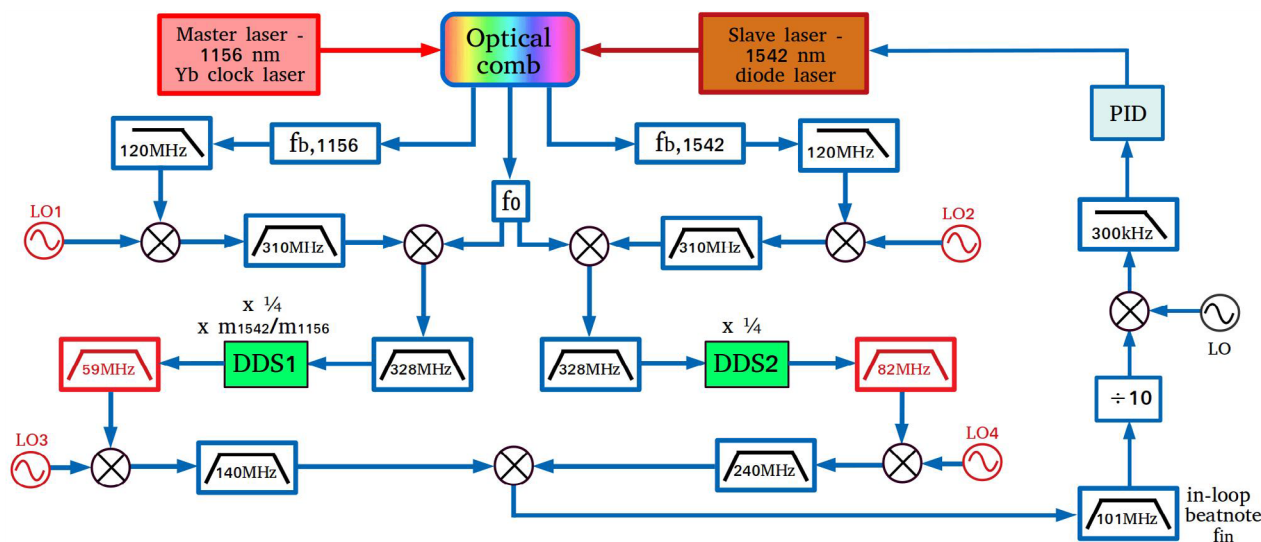 Master laser -
1156 nm
Yb clock laser
Optical
comb
Slave laser -
1542 nm
diode laser
PID
120MHz
fb,1156
fb,1542
120MHz
f0
300kHz
LO1
310MHz
310MHz
LO2
LO
x ¼
x m1542/m1156
x ¼
59MHz
DDS1
328MHz
328MHz
DDS2
82MHz
÷10
LO3
140MHz
240MHz
LO4
101MHz
in-loop
beatnote
fin